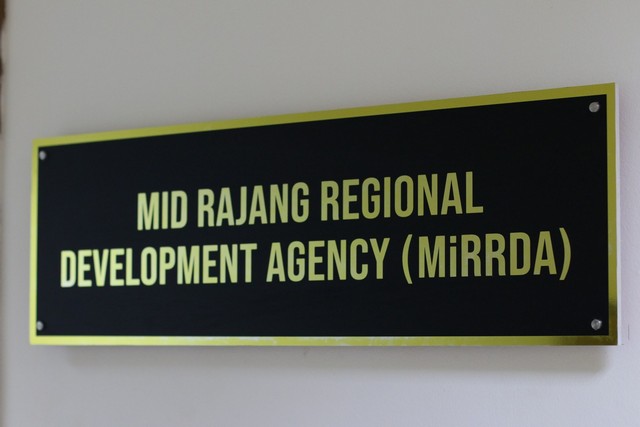 MID RAJANG REGIONAL
DEVELOPMENT AGENCY (MiRRDA)